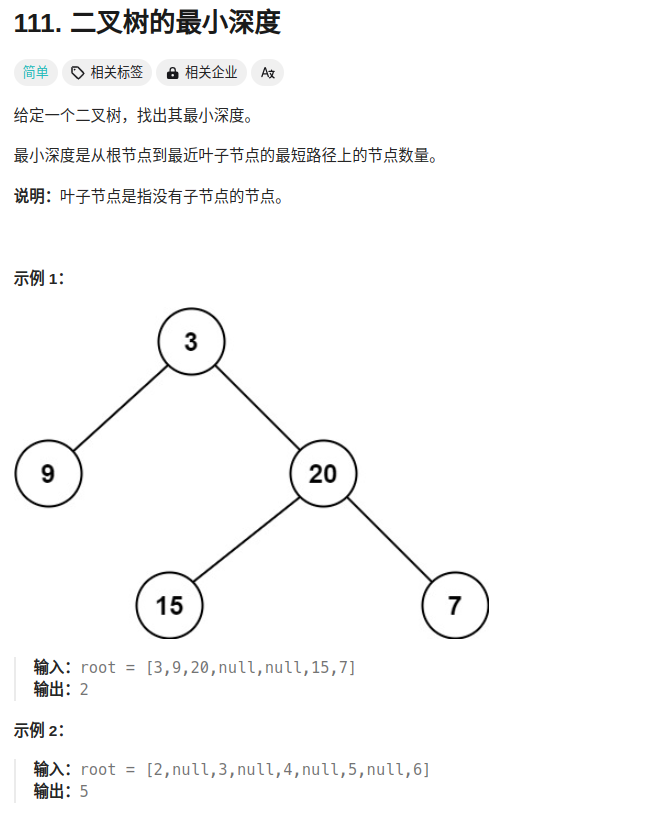 111. 二叉树的最小深度
简单 相关标签 相关企业 A文
给定一个二叉树，找出其最小深度。
最小深度是从根节点到最近叶子节点的最短路径上的节点数量。
说明：叶子节点是指没有子节点的节点。
示例 1：
3
9 20
15 7
输入：root = [3,9,20,null,null,15,7]
输出：2
示例 2：
输入：root = [2,null,3,null,4,null,5,null,6]
输出：5